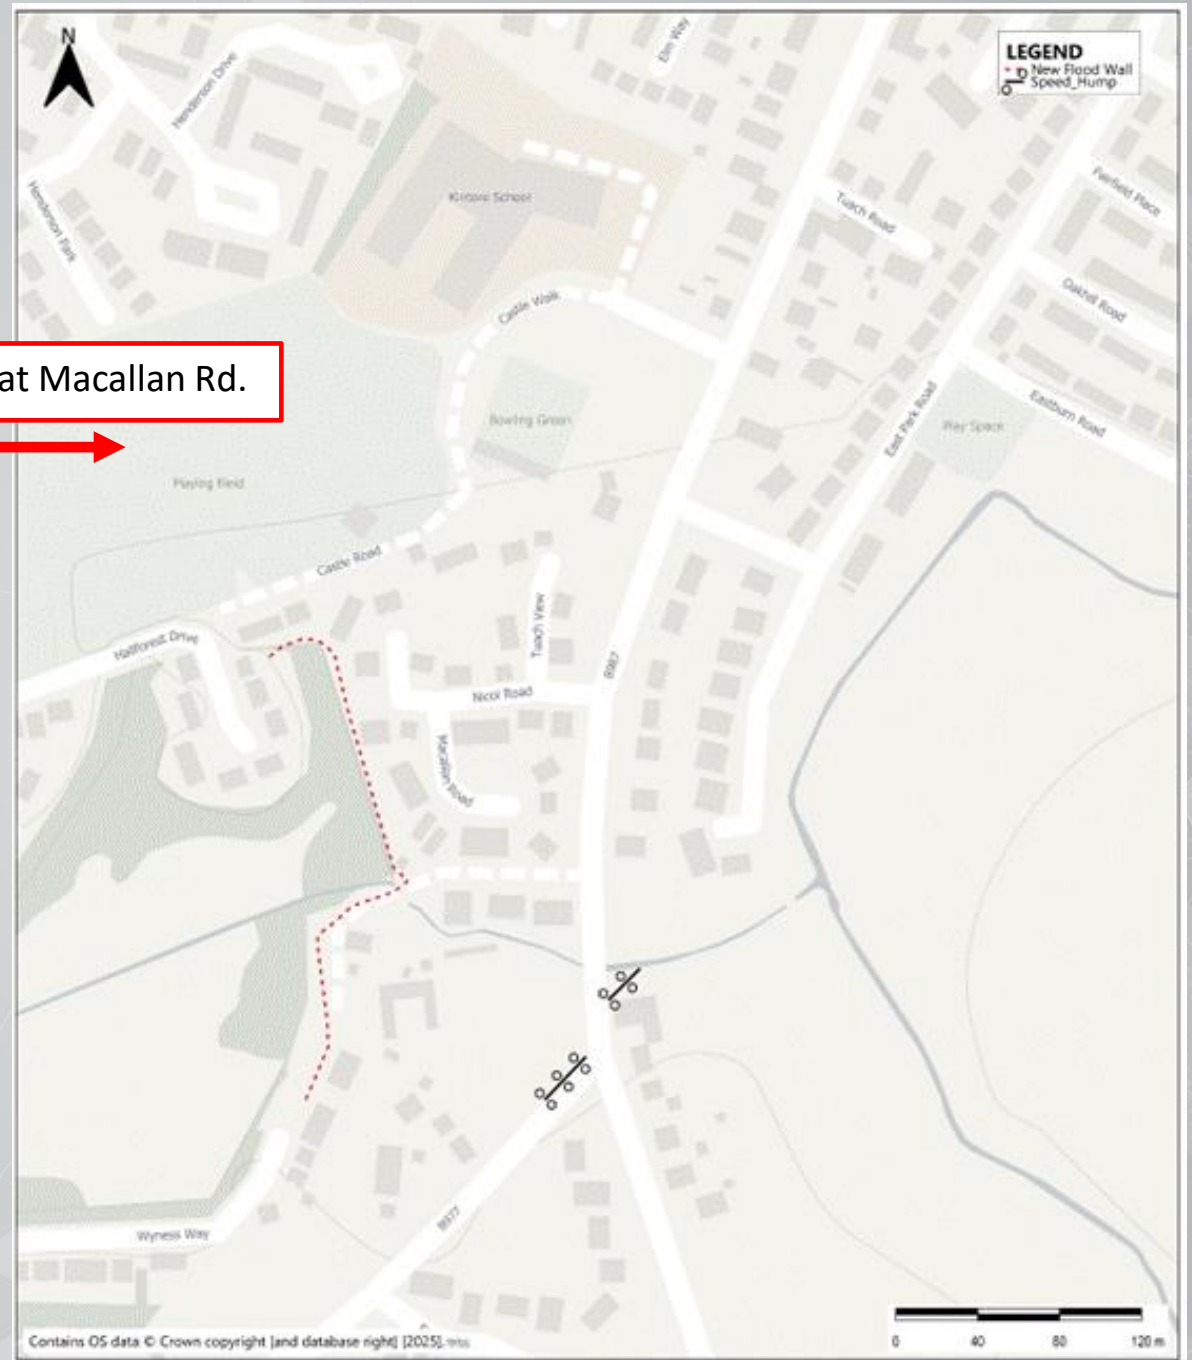 N
LEGEND
New Flood Wall
Speed_Hump
Elm Way
Henderson Drive
Henderson Park
Kintore School
Tuach Road
Fairfield Place
Oakhill Road
Castle Walk
at Macallan Rd.
Bowling Green
East Park Road
Play Space
Eastburn Road
Playing Field
Castle Road
Hallforest Drive
Tuach View
B987
Nicol Road
Macallan Road
B977
Wyness Way
Contains OS data © Crown copyright [and database right] [2025]
0 40 80 120 m